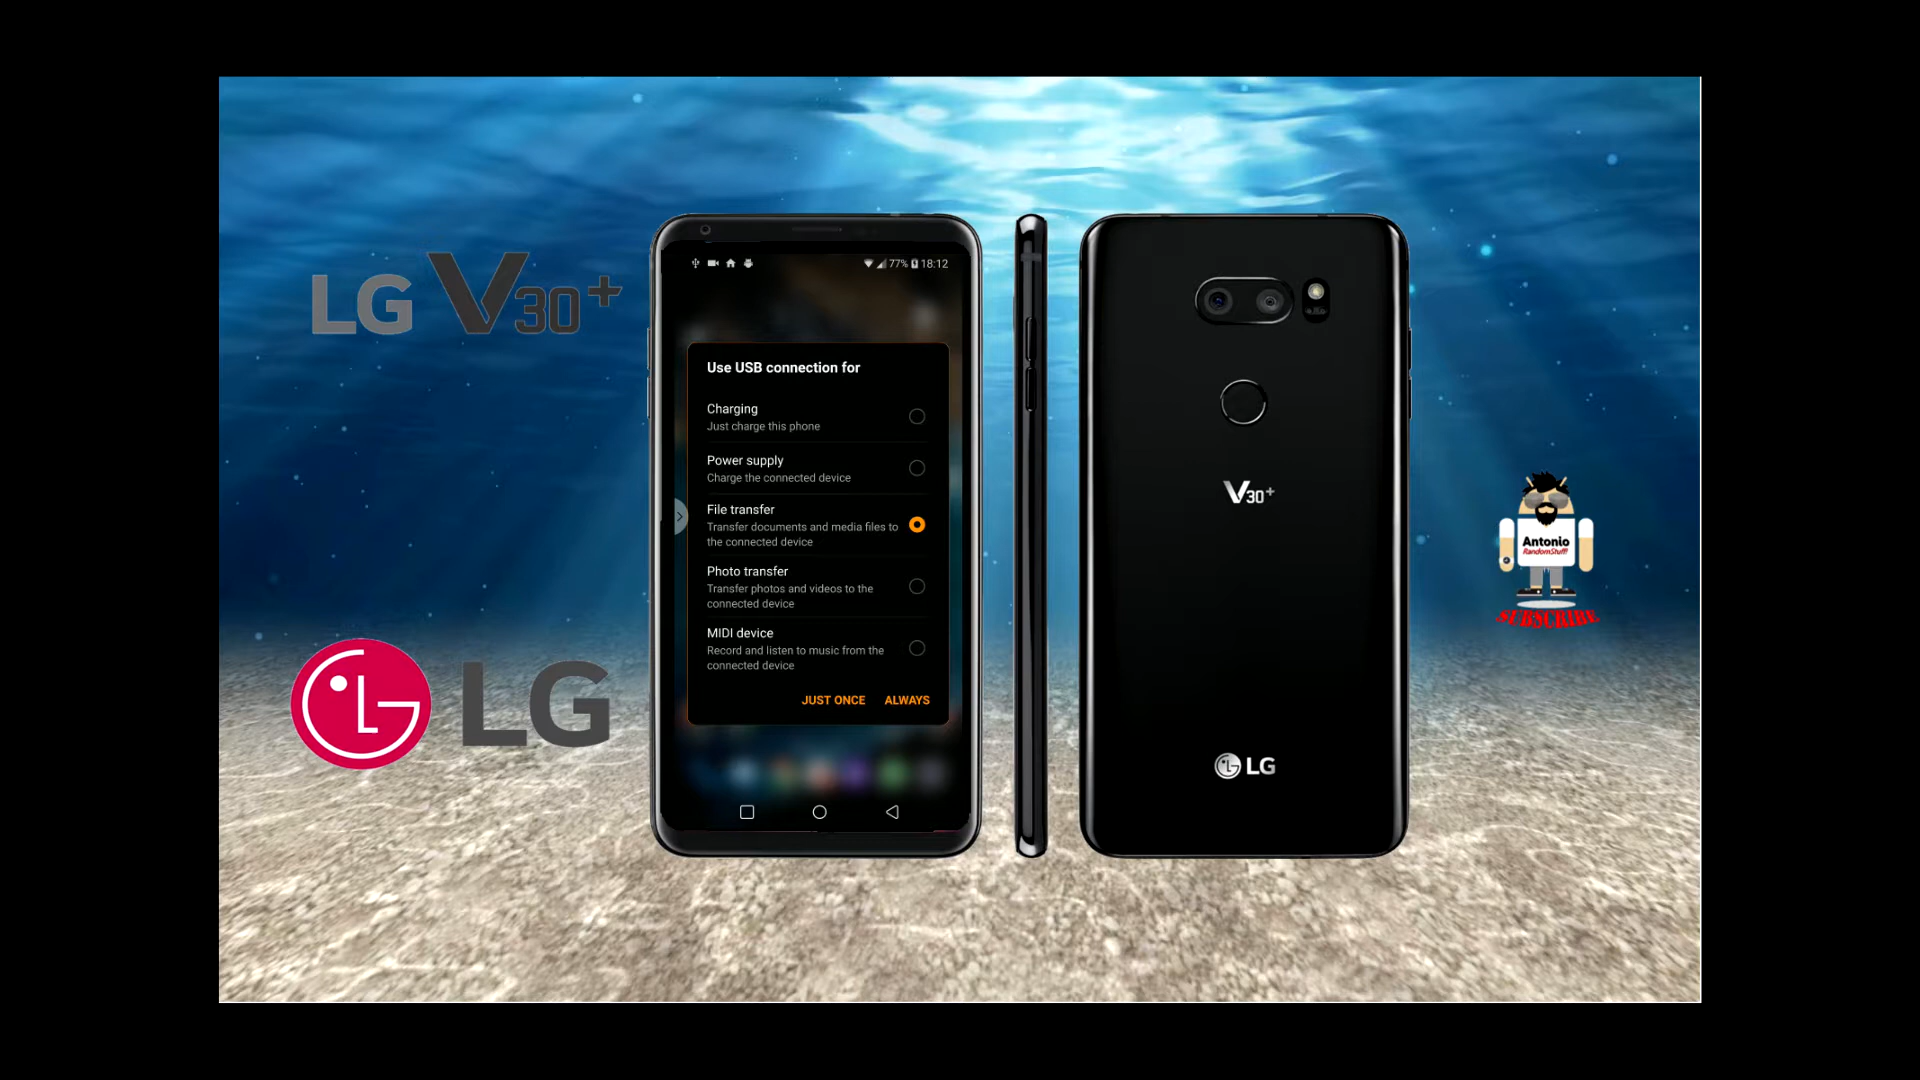 LG V30+
77% 18:12
Use USB connection for
Charging
Just charge this phone
Power supply
Charge the connected device
File transfer
Transfer documents and media files to
the connected device
Photo transfer
Transfer photos and videos to the
connected device
MIDI device
Record and listen to music from the
connected device
JUST ONCE ALWAYS
V30+
LG
LG
Antonio
RandomStuff!
SUBSCRIBE